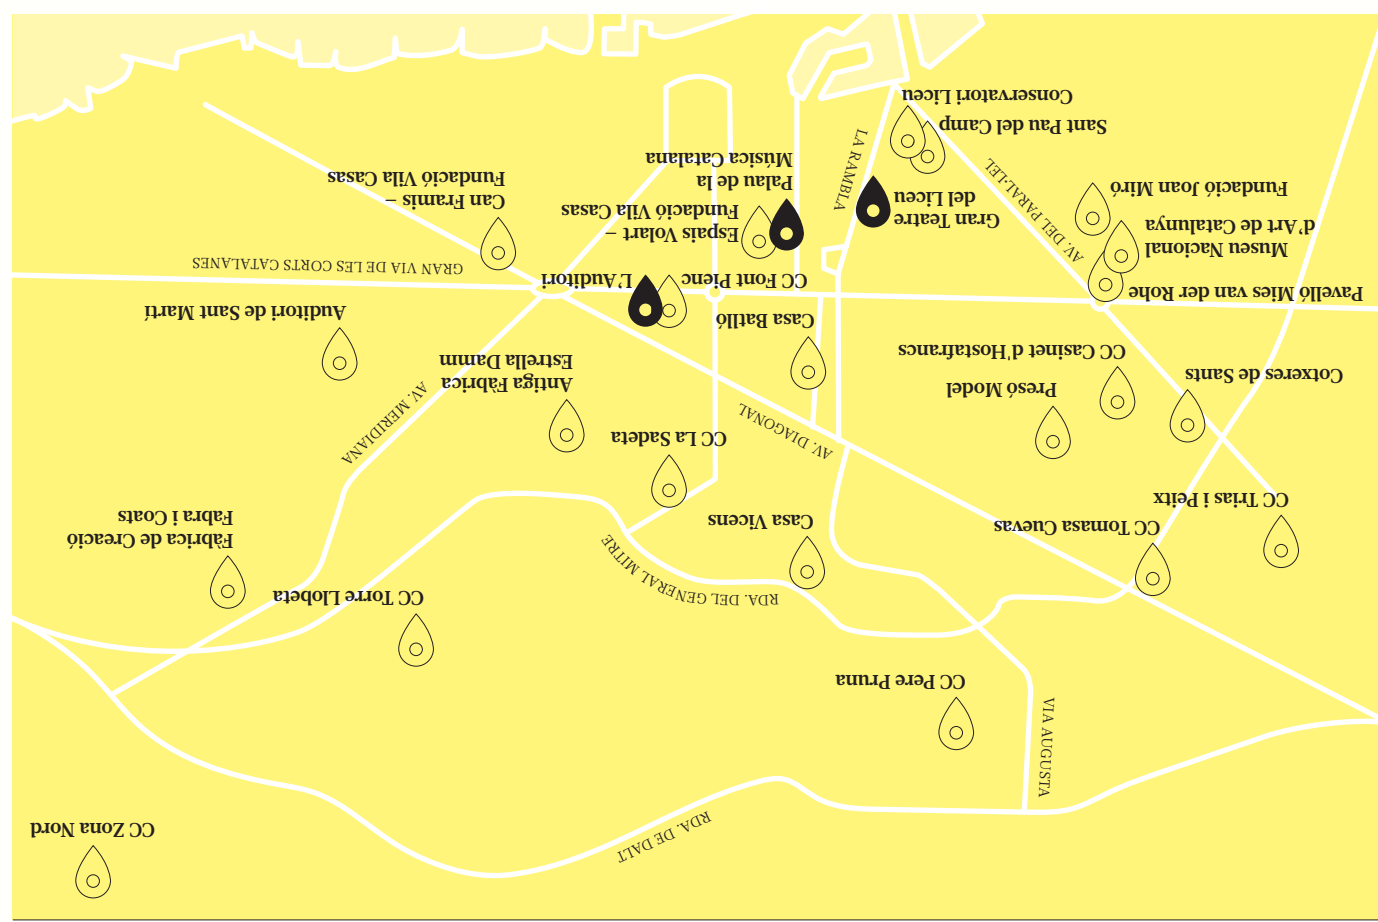 CC Zona Nord
RDA. DE DALT
VIA AUGUSTA
CC Pere Pruna
CC Torre Llobeta
RDA. DEL GENERAL MITRE
Fàbrica de Creació
Fabra i Coats
CC Tomasa Cuevas
Casa Vicens
CC Trias i Peitx
CC La Sadeta
AV. DIAGONAL
AV. MERIDIANA
Presó Model
Antiga Fàbrica
Estrella Damm
Cotxeres de Sants
CC Casinet d'Hostafrancs
Casa Batlló
Auditori de Sant Martí
Pavelló Mies van der Rohe
CC Font Pienc
L'Auditori
GRAN VIA DE LES CORTS CATALANES
Museu Nacional
d'Art de Catalunya
Espais Volart –
Fundació Vila Casas
Gran Teatre
del Liceu
Can Framis –
Fundació Vila Casas
Fundació Joan Miró
AV. DEL PARAL·LEL
LA RAMBLA
Palau de la
Música Catalana
Sant Pau del Camp
Conservatori Liceu